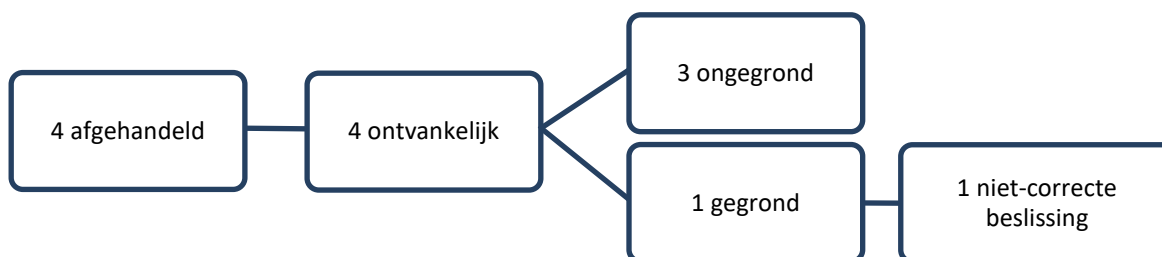 4 afgehandeld
4 ontvankelijk
3 ongegrond
1 gegrond
1 niet-correcte
beslissing